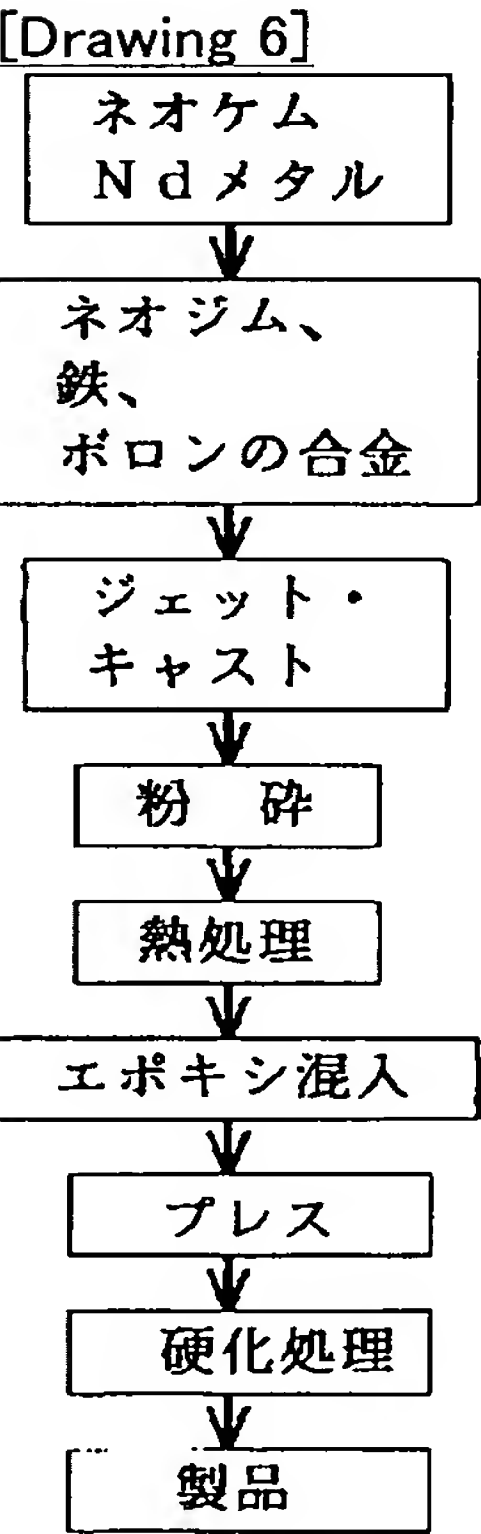 [Drawing 6]
ネオケム
Ndメタル
ネオジム、
鉄、
ボロンの合金
ジェット・
キャスト
粉 砕
熱処理
エポキシ混入
プレス
硬化処理
製品